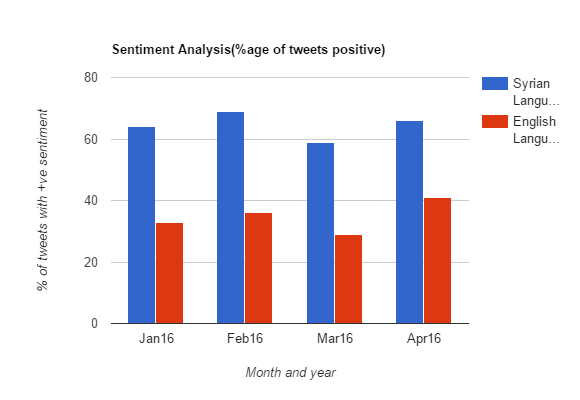 Sentiment Analysis(%age of tweets positive)
80
60
40
20
0
% of tweets with +ve sentiment
Jan16 Feb16 Mar16 Apr16
Month and year
Syrian
Langu…
English
Langu…